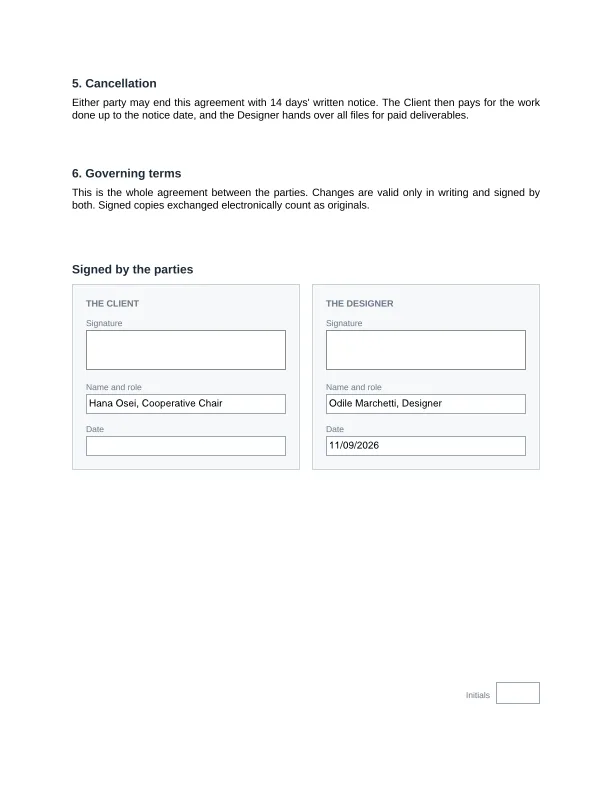 5. Cancellation
Either party may end this agreement with 14 days' written notice. The Client then pays for the work
done up to the notice date, and the Designer hands over all files for paid deliverables.
6. Governing terms
This is the whole agreement between the parties. Changes are valid only in writing and signed by
both. Signed copies exchanged electronically count as originals.
Signed by the parties
THE CLIENT
Signature
Name and role
Hana Osei, Cooperative Chair
Date
THE DESIGNER
Signature
Name and role
Odile Marchetti, Designer
Date
11/09/2026
Initials